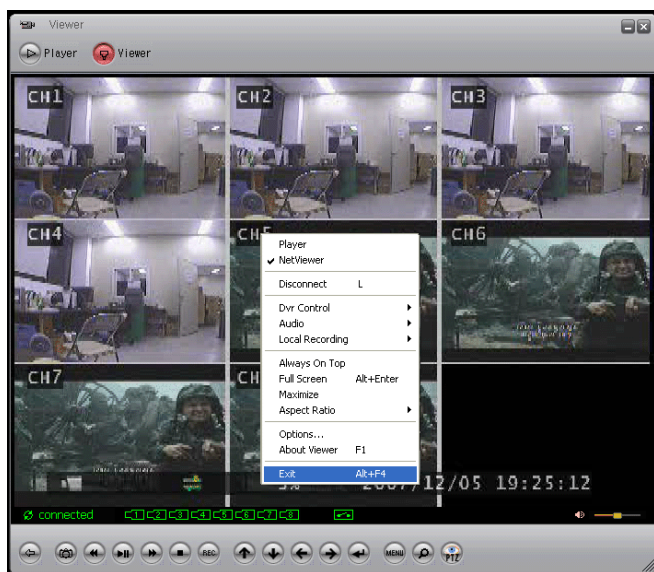 Viewer
Player Viewer
CH1 CH2 CH3
CH4 CH6
Player
NetViewer
Disconnect L
Dvr Control
Audio
Local Recording
Always On Top
Full Screen Alt+Enter
Maximize
Aspect Ratio
Options...
About Viewer F1
Exit Alt+F4
CH7 CH
2007/12/05 19:25:12
connected 1 2 3 4 5 6 7 8
REC MENU PTZ